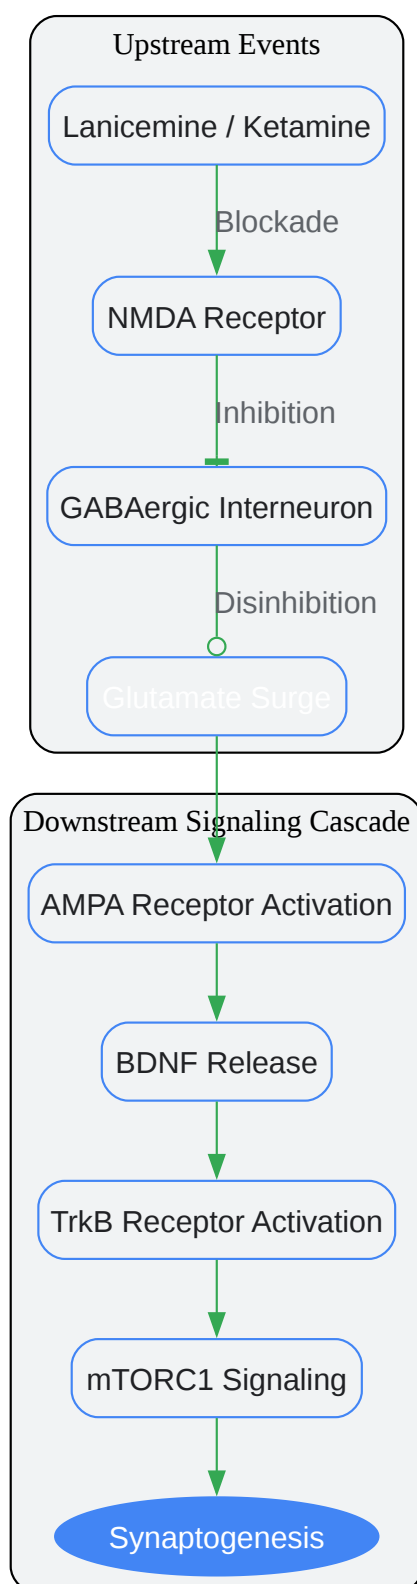 Upstream Events
Lanicemine / Ketamine
Blockade
NMDA Receptor
Inhibition
GABAergic Interneuron
Disinhibition
Glutamate Surge
Downstream Signaling Cascade
AMPA Receptor Activation
BDNF Release
TrkB Receptor Activation
mTORC1 Signaling
Synaptogenesis